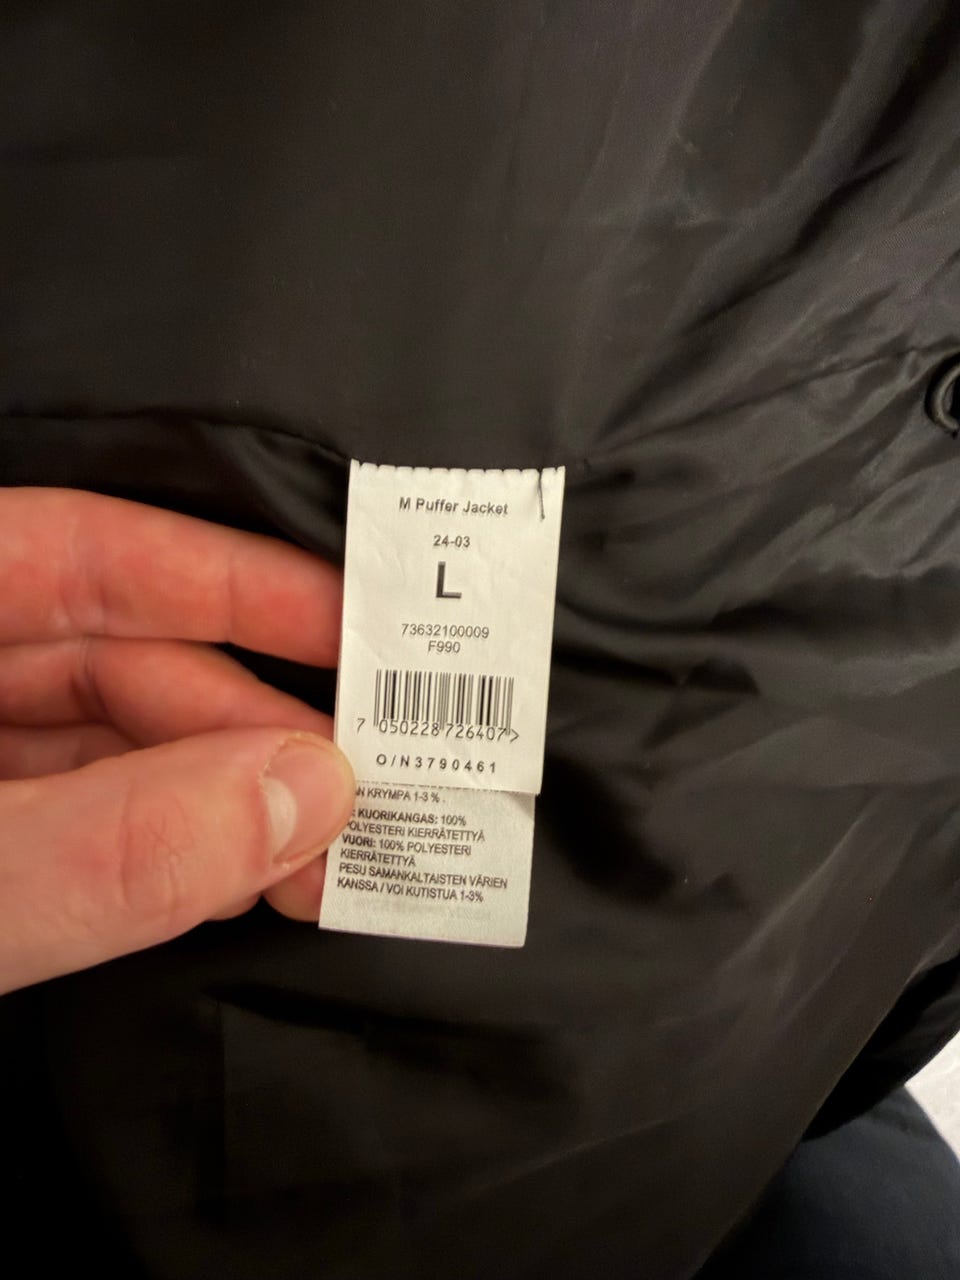 M Puffer Jacket
24-03
L
73632100009
F990
7 050228 726407 >
O/N3790461
KRYMPA 1-3 % .
KUORIKANGAS: 100%
POLYESTERI KIERRÄTETTYÄ
VUORI: 100% POLYESTERI
KIERRÄTETTYÄ
PESU SAMANKALTAISTEN VÄRIEN
KANSSA / VOI KUTISTUA 1-3%